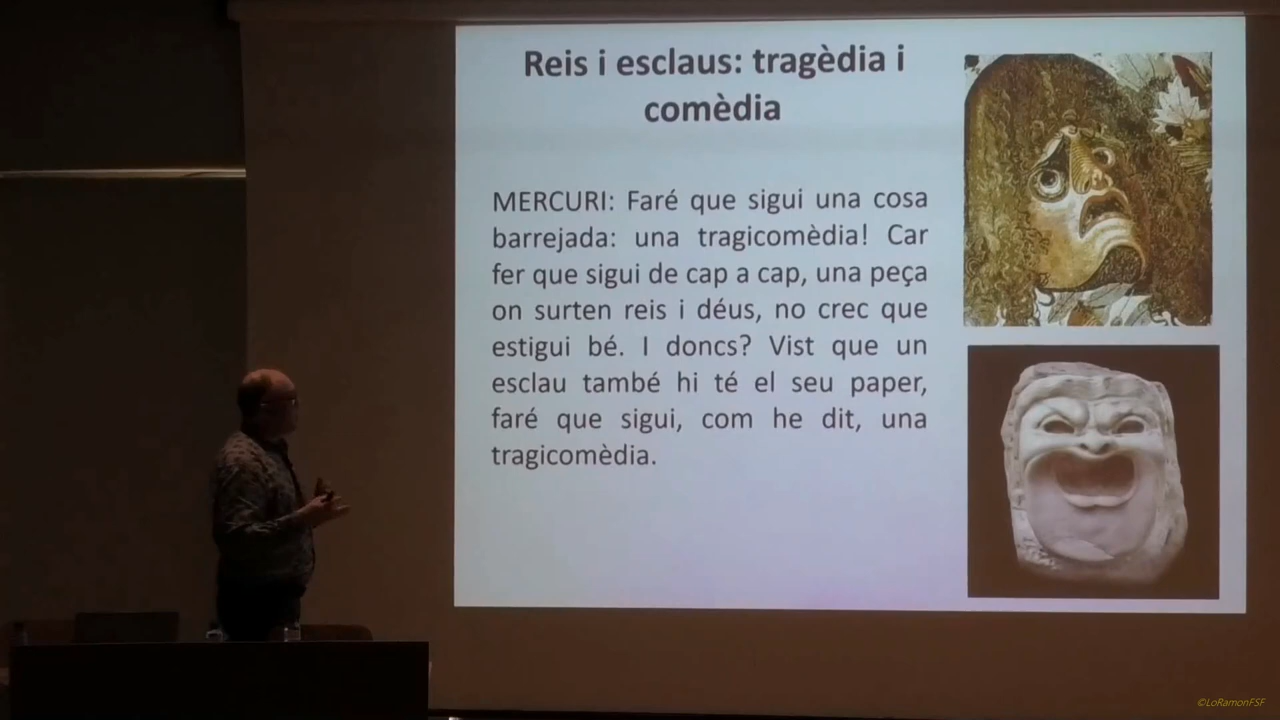 Reis i esclaus: tragèdia i
comèdia
MERCURI: Faré que sigui una cosa
barrejada: una tragicomèdia! Car
fer que sigui de cap a cap, una peça
on surten reis i déus, no crec que
estigui bé. I doncs? Vist que un
esclau també hi té el seu paper,
faré que sigui, com he dit, una
tragicomèdia.
©LoRamonFSF